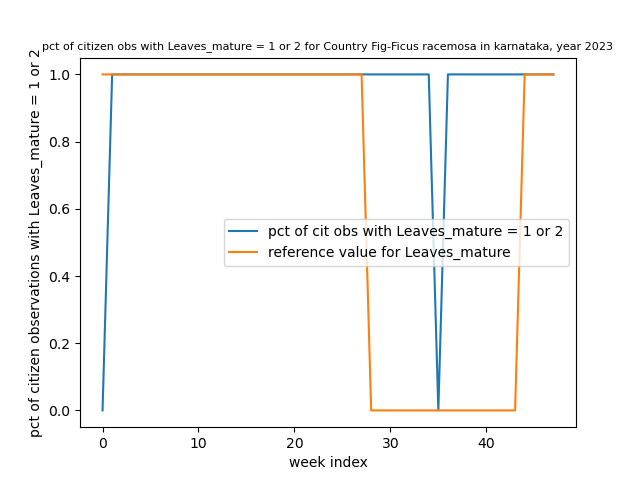 pct of citizen obs with Leaves_mature = 1 or 2 for Country Fig-Ficus racemosa in karnataka, year 2023
pct of citizen observations with Leaves_mature = 1 or 2
1.0
0.8
0.6
0.4
0.2
0.0
pct of cit obs with Leaves_mature = 1 or 2
reference value for Leaves_mature
0 10 20 30 40
week index